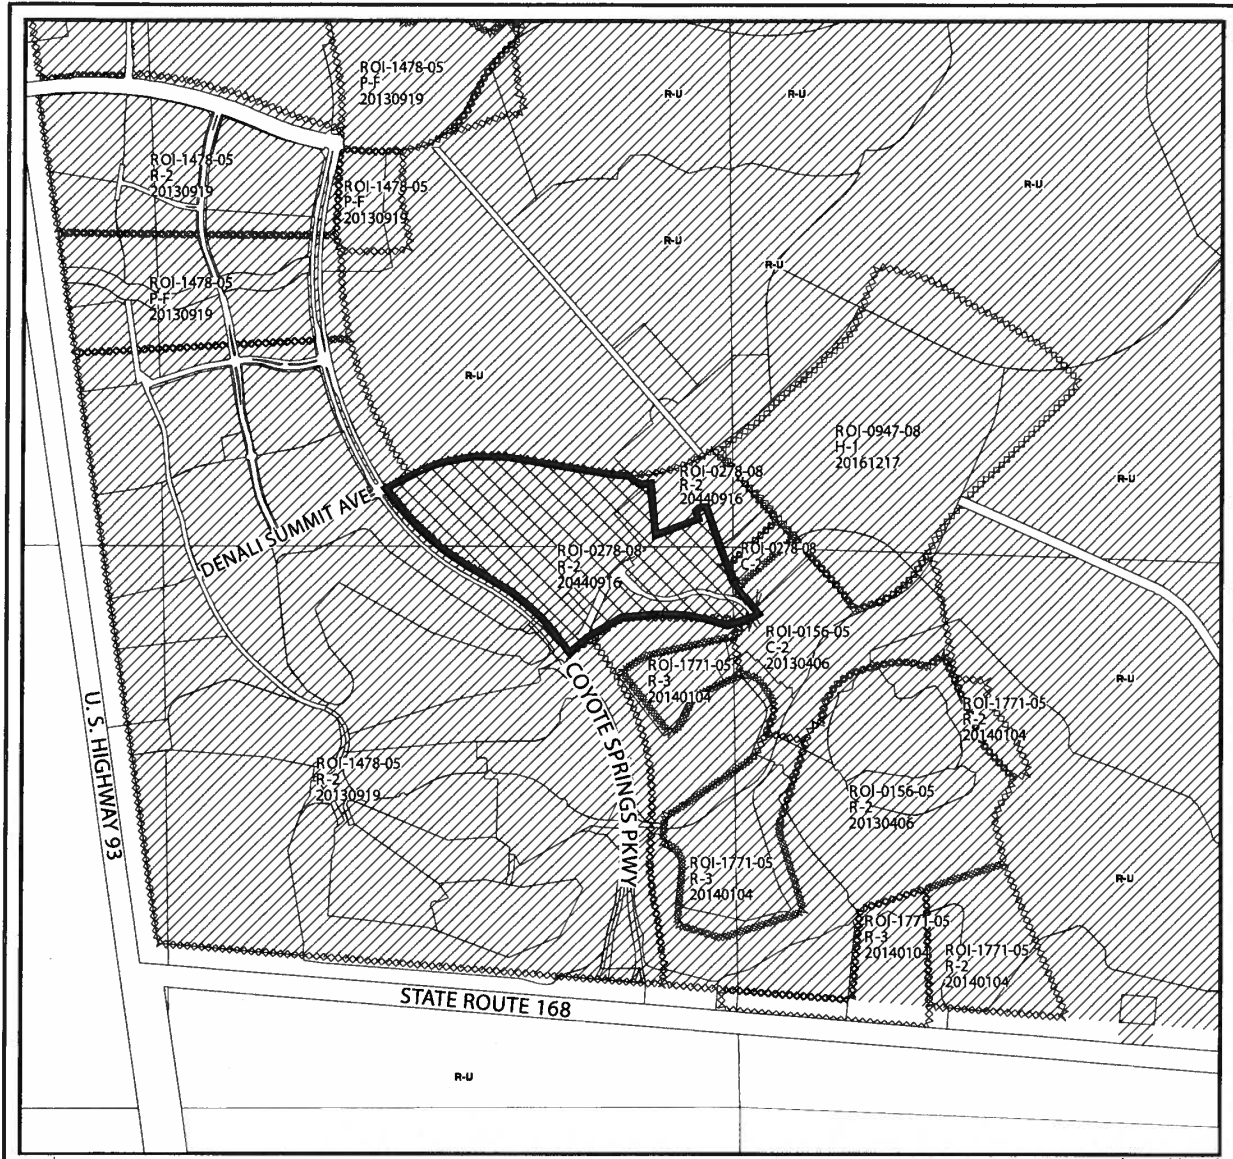 ROI-1478-05
P-F
20130919
R-U
R-U
ROI-1478-05
R-2
20130919
ROI-1478-05
P-F
20130919
R-U
R-U
R-U
ROI-1478-05
P-F
20130919
R-U
ROI-0947-08
H-1
20161217
ROI-0278-08
R-2
20440916
R-U
DENALI SUMMIT AVE
ROI-0278-08
R-2
20440916
ROI-0278-08
C-2
ROI-0156-05
C-2
20130406
ROI-1771-05
R-3
20140104
R-U
ROI-1771-05
R-2
20140104
COYOTE SPRINGS PKWY
U. S. HIGHWAY 93
ROI-1478-05
R-2
20130919
ROI-0156-05
R-2
20130406
ROI-1771-05
R-3
20140104
R-U
ROI-1771-05
R-3
20140104
ROI-1771-05
R-2
20140104
STATE ROUTE 168
R-U